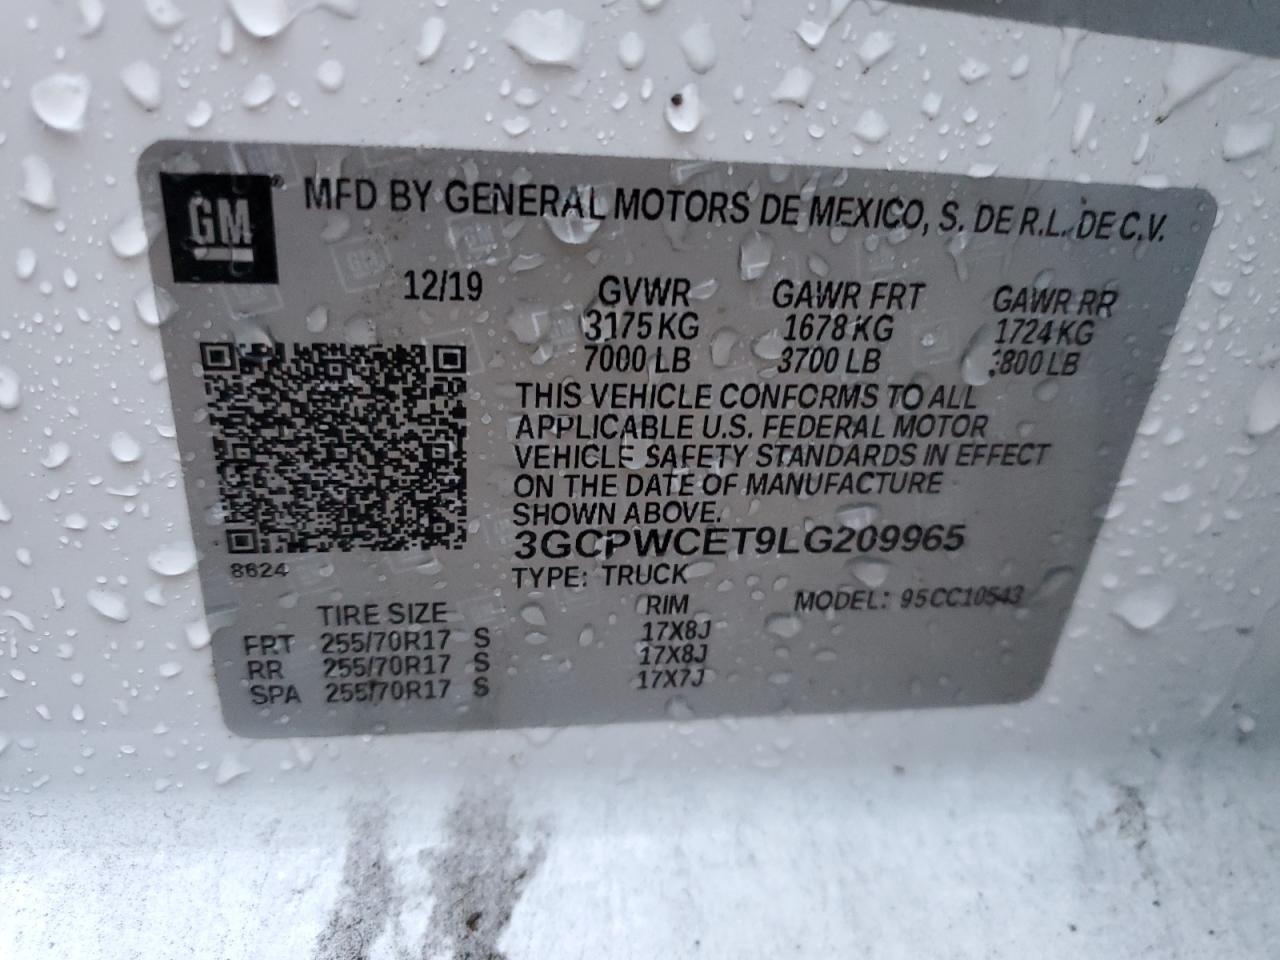 GM
MFD BY GENERAL MOTORS DE MEXICO, S. DE R.L. DE C.V.
12/19 GVWR GAWR FRT GAWR RR
3175 KG 1678 KG 1724 KG
7000 LB 3700 LB 3800 LB
THIS VEHICLE CONFORMS TO ALL
APPLICABLE U.S. FEDERAL MOTOR
VEHICLE SAFETY STANDARDS IN EFFECT
ON THE DATE OF MANUFACTURE
SHOWN ABOVE.
3GCPWCET9LG209965
8624
TYPE: TRUCK
TIRE SIZE RIM MODEL: 95CC10543
FRT 255/70R17 S 17X8J
RR 255/70R17 S 17X8J
SPA 255/70R17 S 17X7J